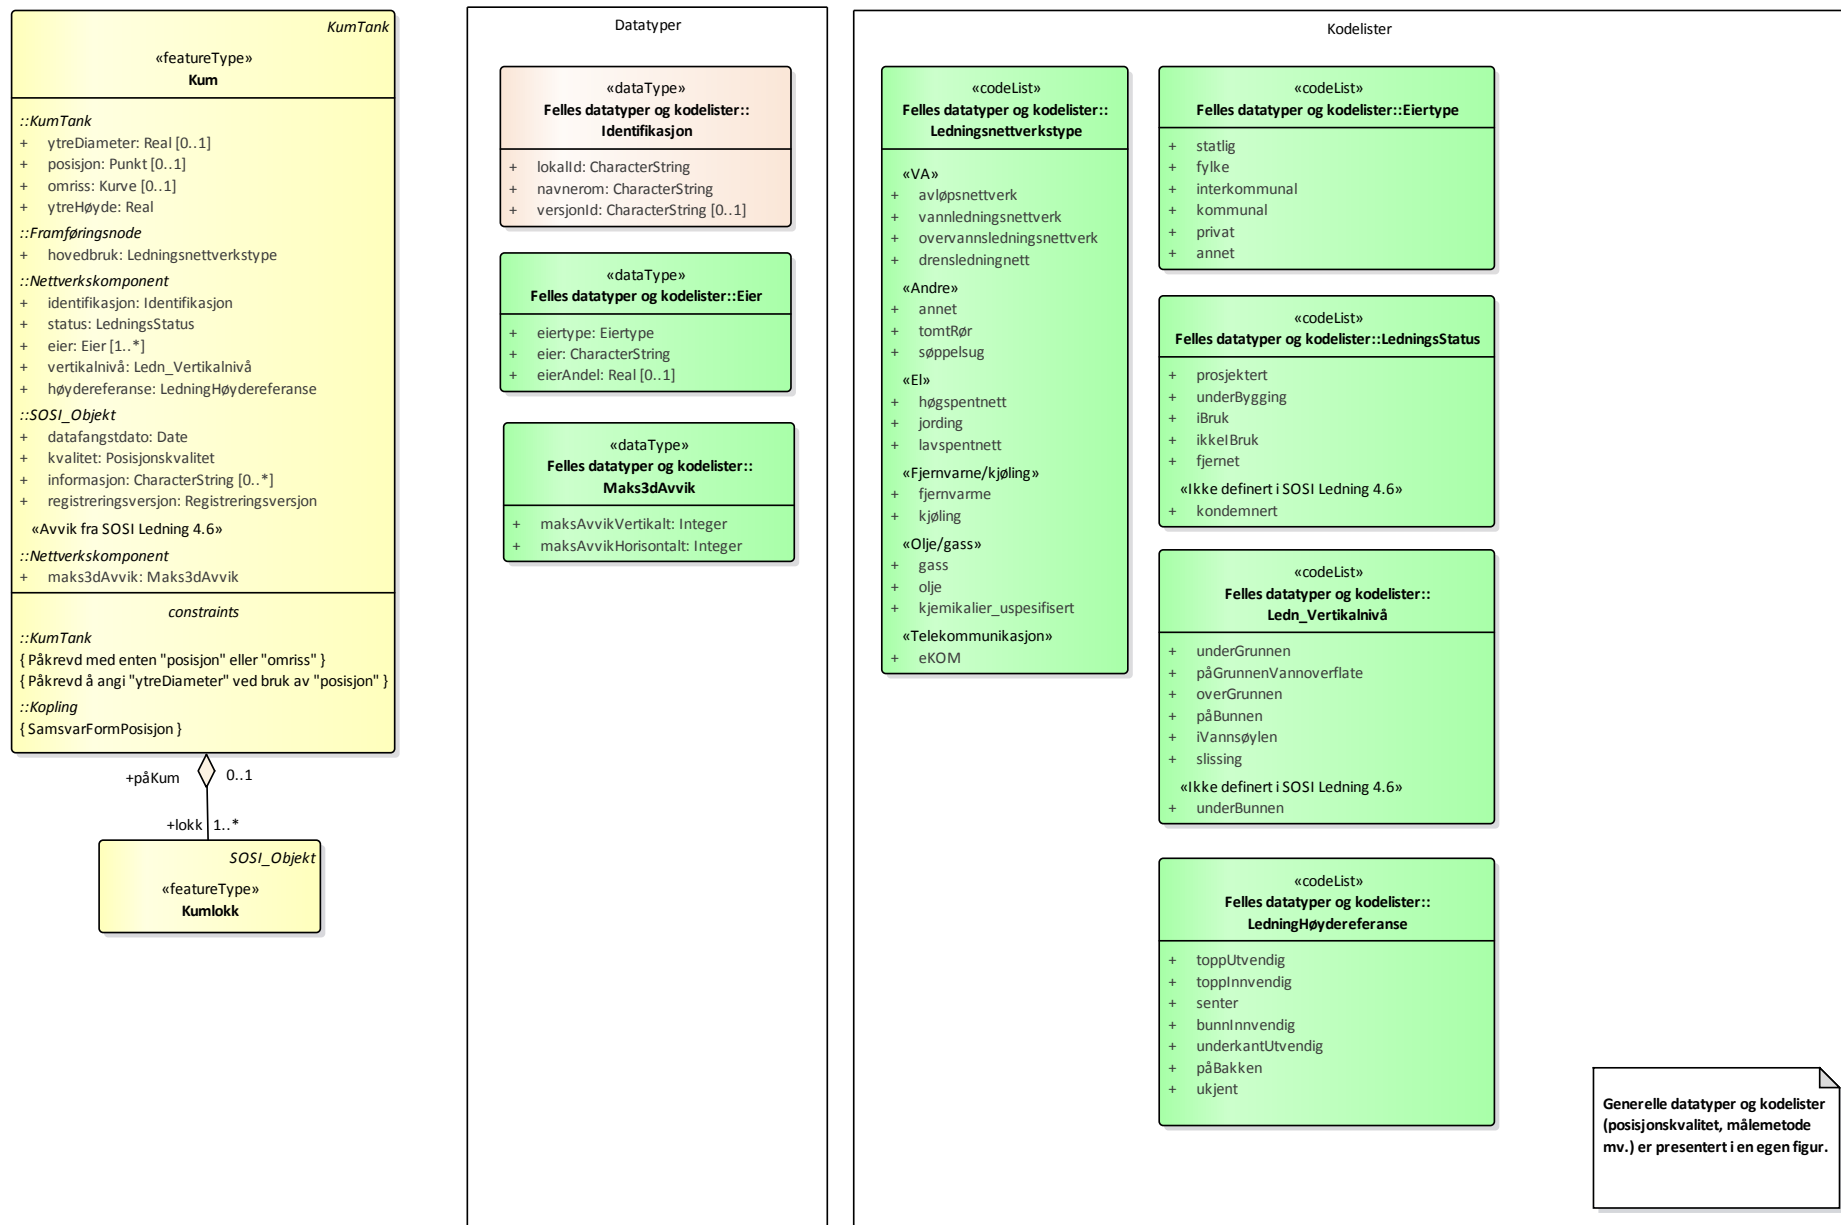 KumTank
«featureType»
Kum
::KumTank
+ ytreDiameter: Real [0..1]
+ posisjon: Punkt [0..1]
+ omriss: Kurve [0..1]
+ ytreHøyde: Real
::Framføringsnode
+ hovedbruk: Ledningsnettverkstype
::Nettverkskomponent
+ identifikasjon: Identifikasjon
+ status: LedningsStatus
+ eier: Eier [1..*]
+ vertikalnivå: Ledn_Vertikalnivå
+ høydereferanse: LedningHøydereferanse
::SOSI_Objekt
+ datafangstdato: Date
+ kvalitet: Posisjonskvalitet
+ informasjon: CharacterString [0..*]
+ registreringsversjon: Registreringsversjon
«Avvik fra SOSI Ledning 4.6»
::Nettverkskomponent
+ maks3dAvvik: Maks3dAvvik
constraints
::KumTank
{ Påkrevd med enten "posisjon" eller "omriss" }
{ Påkrevd å angi "ytreDiameter" ved bruk av "posisjon" }
::Kopling
{ SamsvarFormPosisjon }
+påKum 0..1
+lokk 1..*
SOSI_Objekt
«featureType»
Kumlokk
Datatyper
«dataType»
Felles datatyper og kodelister::
Identifikasjon
+ lokalId: CharacterString
+ navnerom: CharacterString
+ versjonId: CharacterString [0..1]
«dataType»
Felles datatyper og kodelister::Eier
+ eiertype: Eiertype
+ eier: CharacterString
+ eierAndel: Real [0..1]
«dataType»
Felles datatyper og kodelister::
Maks3dAvvik
+ maksAvvikVertikalt: Integer
+ maksAvvikHorisontalt: Integer
Kodelister
«codeList»
Felles datatyper og kodelister::
Ledningsnettverkstype
«VA»
+ avløpsnettverk
+ vannledningsnettverk
+ overvannsledningsnettverk
+ drensledningnett
«Andre»
+ annet
+ tomtRør
+ søppelsug
«El»
+ høgspentnett
+ jording
+ lavspentnett
«Fjernvarne/kjøling»
+ fjernvarme
+ kjøling
«Olje/gass»
+ gass
+ olje
+ kjemikalier_uspesifisert
«Telekommunikasjon»
+ eKOM
«codeList»
Felles datatyper og kodelister::Eiertype
+ statlig
+ fylke
+ interkommunal
+ kommunal
+ privat
+ annet
«codeList»
Felles datatyper og kodelister::LedningsStatus
+ prosjektert
+ underBygging
+ iBruk
+ ikkeIBruk
+ fjernet
«Ikke definert i SOSI Ledning 4.6»
+ kondemnert
«codeList»
Felles datatyper og kodelister::
Ledn_Vertikalnivå
+ underGrunnen
+ påGrunnenVannoverflate
+ overGrunnen
+ påBunnen
+ iVannsøylen
+ slissing
«Ikke definert i SOSI Ledning 4.6»
+ underBunnen
«codeList»
Felles datatyper og kodelister::
LedningHøydereferanse
+ toppUtvendig
+ toppInnvendig
+ senter
+ bunnInnvendig
+ underkantUtvendig
+ påBakken
+ ukjent
Generelle datatyper og kodelister
(posisjonskvalitet, målemetode
mv.) er presentert i en egen figur.